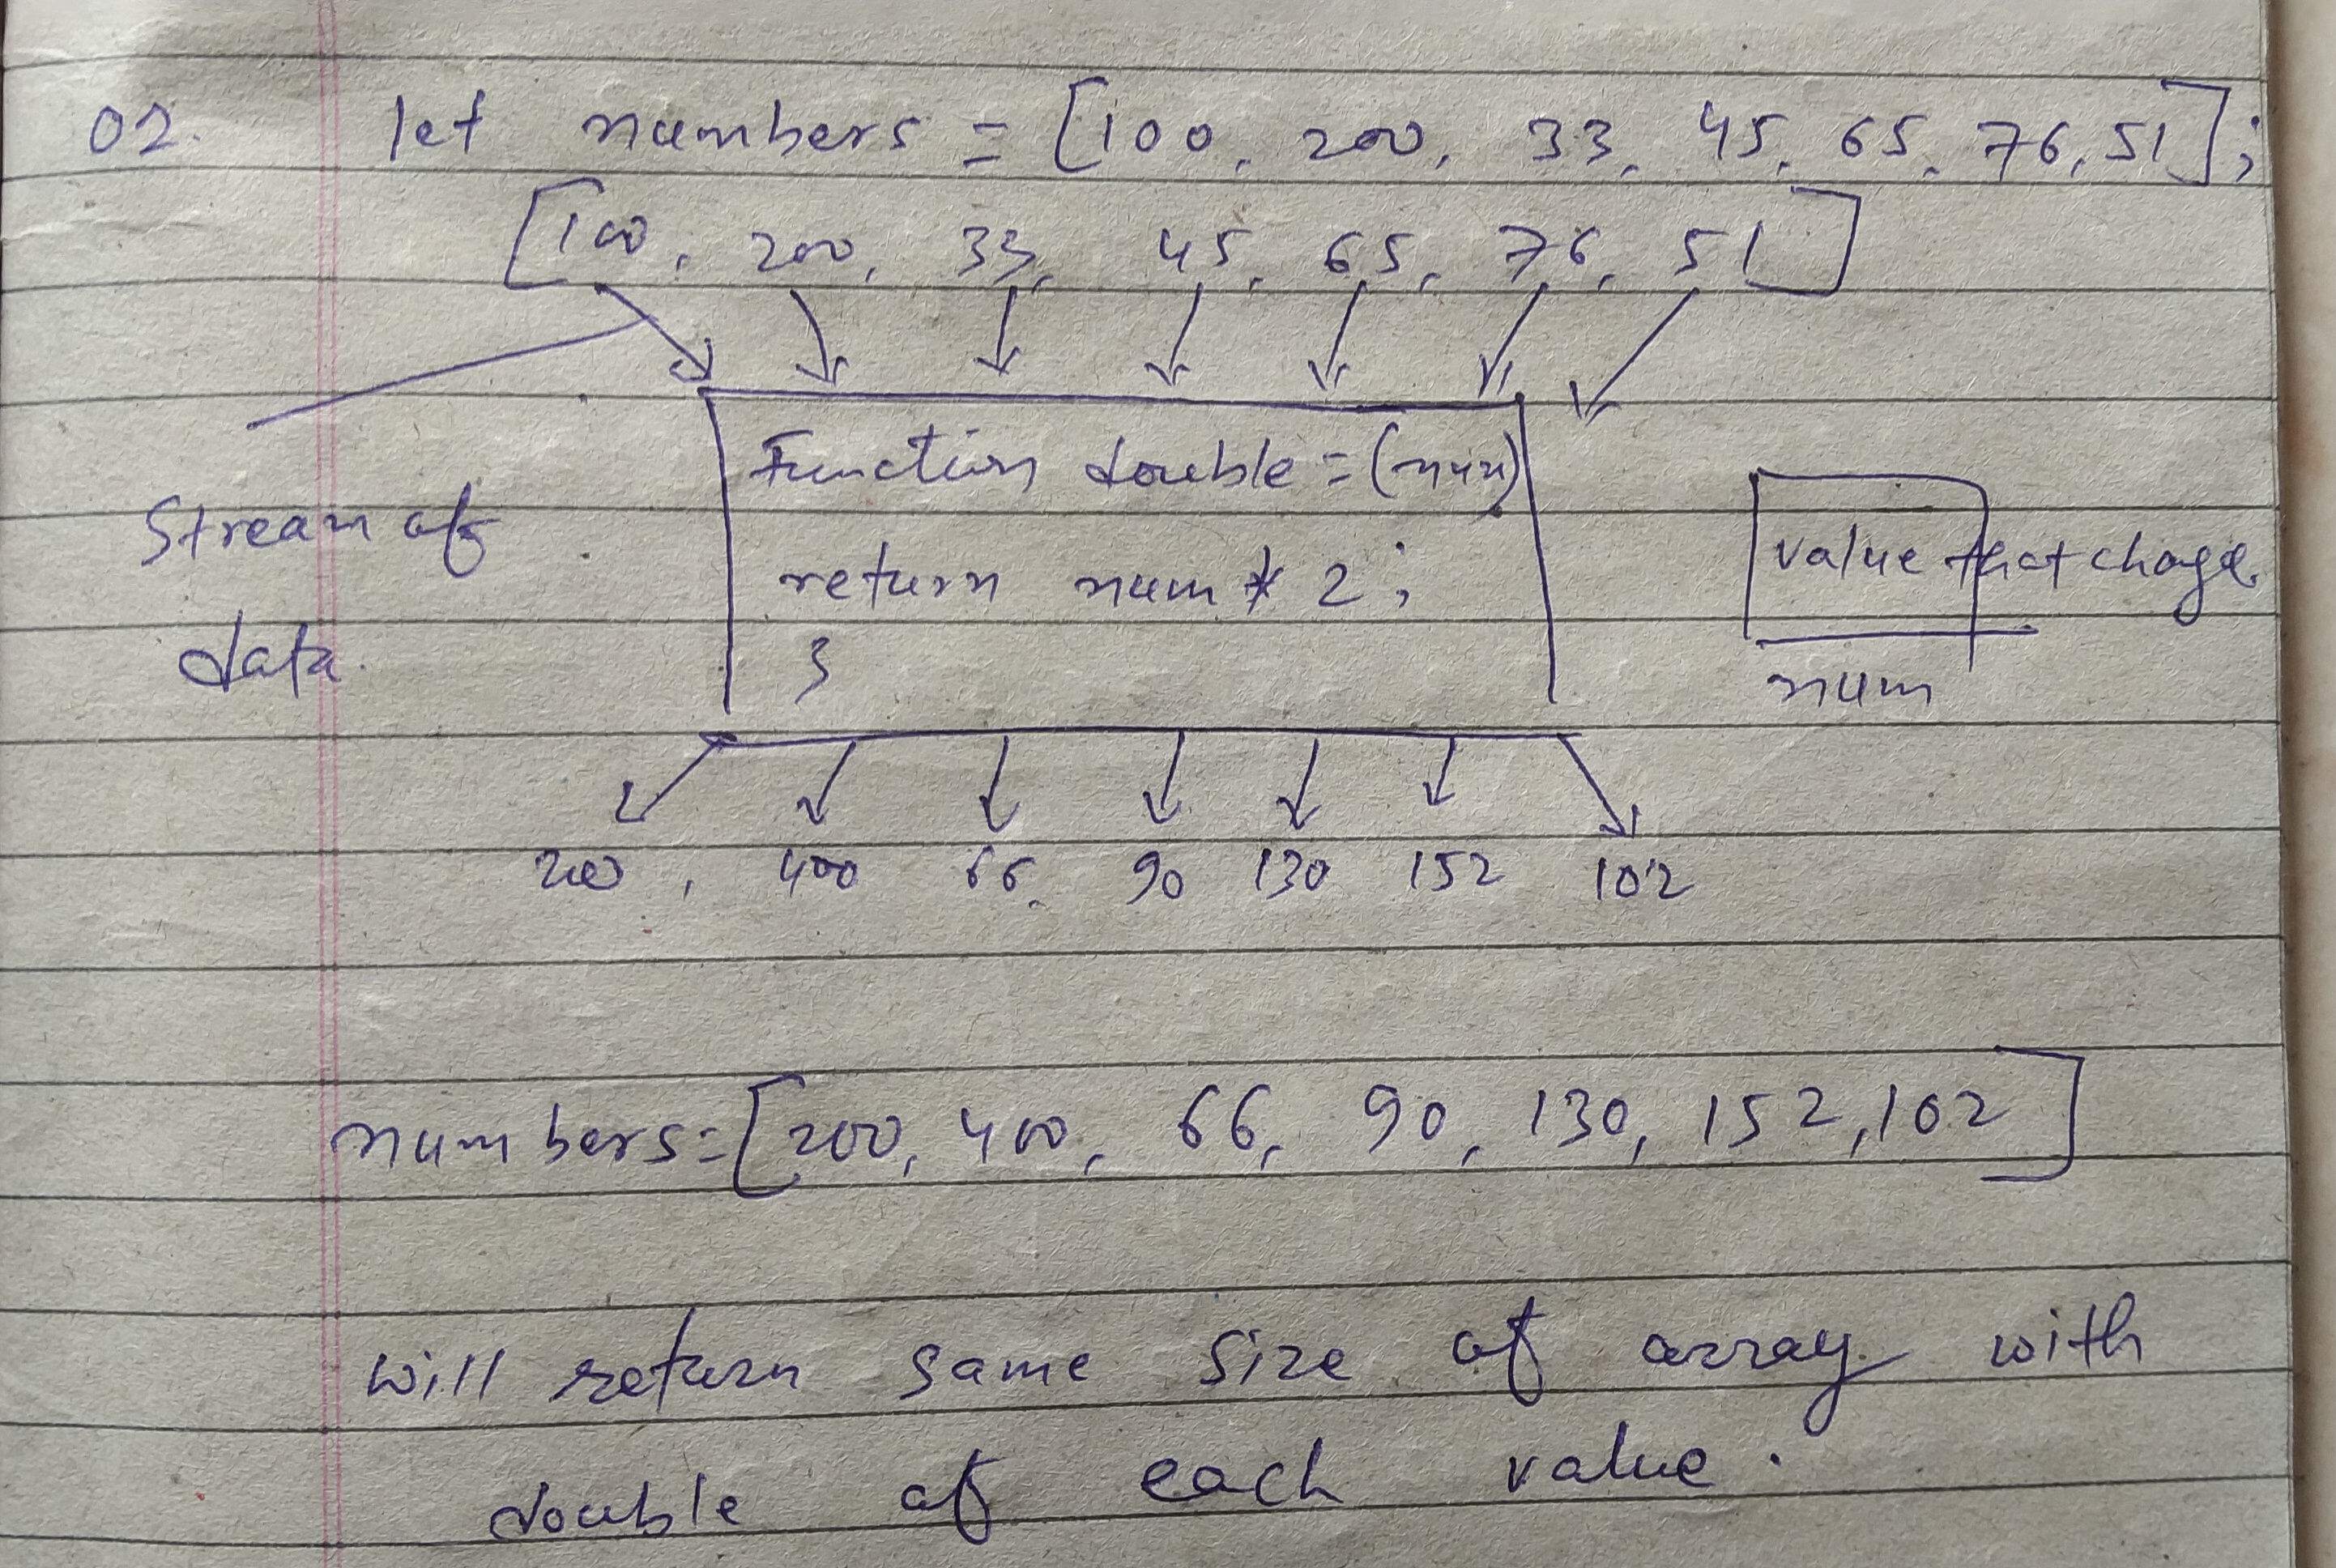 02. let numbers = [100, 200, 33, 45, 65, 76, 51];
[100, 200, 33, 45, 65, 76, 51]
Function double = (num)
return num * 2;
}
Stream of
data.
value that chage
num
200, 400 66. 90 130 152 102
numbers=[200, 400, 66, 90, 130, 152, 102]
will return same size of array with
double of each value.